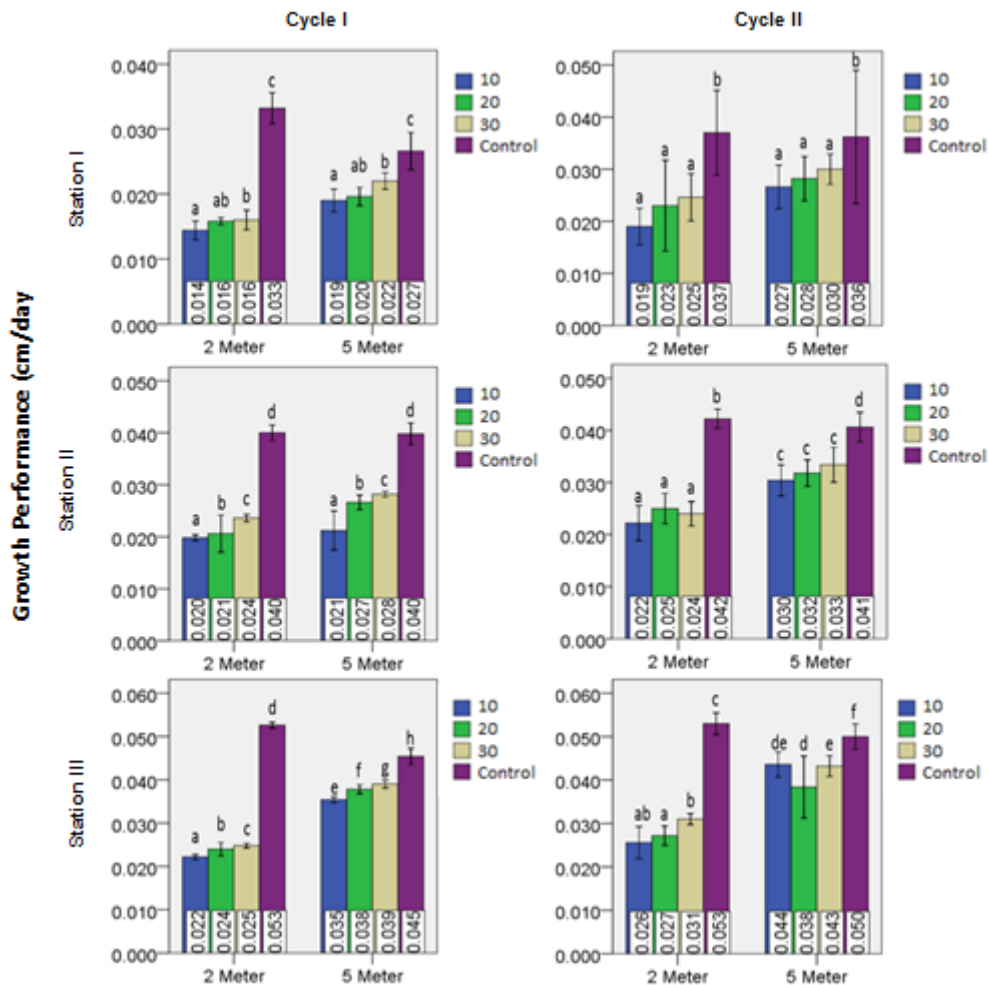 Cycle I
Cycle II
Growth Performance (cm/day
Station I
0.040
0.030
0.020
0.010
0.000
a ab b c
a ab b c
0.014 0.016 0.016 0.033
0.019 0.020 0.022 0.027
2 Meter 5 Meter
10
20
30
Control
0.050
0.040
0.030
0.020
0.010
0.000
a a a b
a a a b
0.019 0.023 0.025 0.037
0.027 0.028 0.030 0.036
2 Meter 5 Meter
10
20
30
Control
Station II
0.050
0.040
0.030
0.020
0.010
0.000
a b c d
a b c d
0.020 0.021 0.024 0.040
0.021 0.027 0.028 0.040
2 Meter 5 Meter
10
20
30
Control
0.050
0.040
0.030
0.020
0.010
0.000
a a a b
c c c d
0.022 0.025 0.024 0.042
0.030 0.032 0.033 0.041
2 Meter 5 Meter
10
20
30
Control
Station III
0.060
0.050
0.040
0.030
0.020
0.010
0.000
a b c d
e f g h
0.022 0.024 0.025 0.053
0.035 0.038 0.039 0.045
2 Meter 5 Meter
10
20
30
Control
0.060
0.050
0.040
0.030
0.020
0.010
0.000
ab a b c
de d e f
0.026 0.027 0.031 0.053
0.044 0.038 0.043 0.050
2 Meter 5 Meter
10
20
30
Control